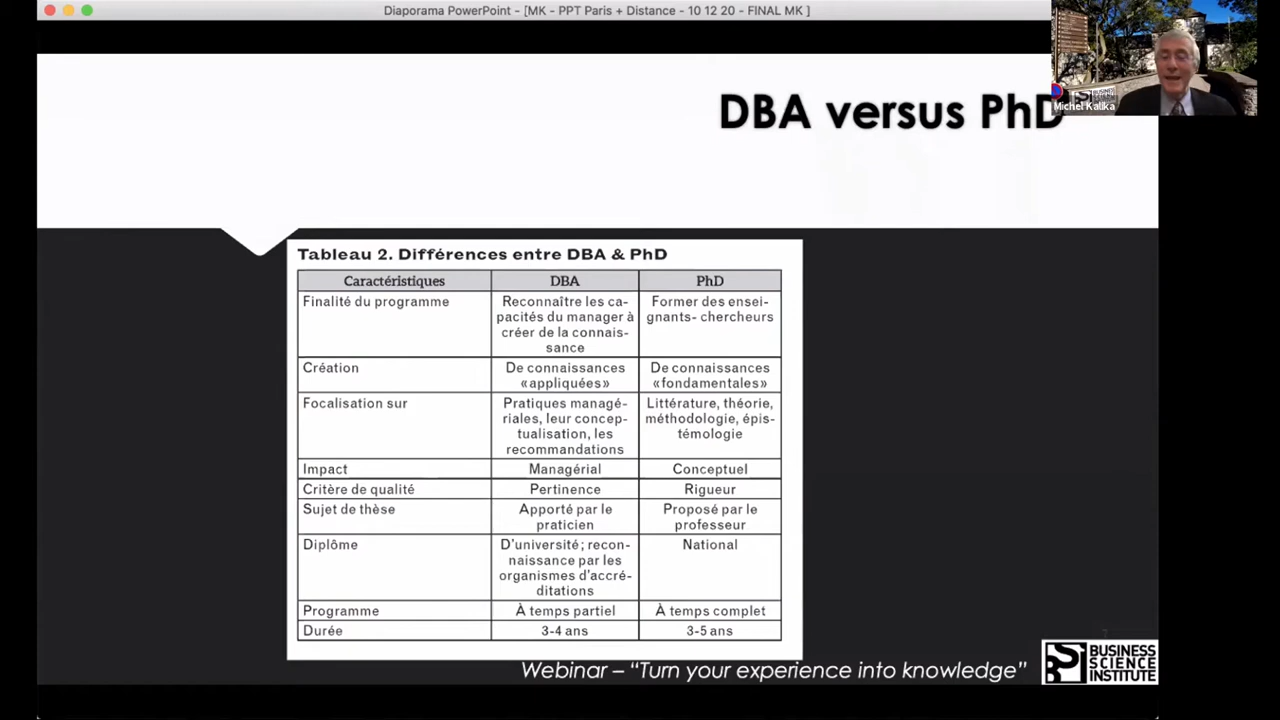 Diaporama PowerPoint - [MK - PPT Paris + Distance - 10 12 20 - FINAL MK ]
Michel Kalika
DBA versus PhD
Tableau 2. Différences entre DBA & PhD
Caractéristiques DBA PhD
Finalité du programme Reconnaître les ca- Former des ensei-
pacités du manager à gnants- chercheurs
créer de la connais-
sance
Création De connaissances De connaissances
«appliquées» «fondamentales»
Focalisation sur Pratiques managé- Littérature, théorie,
riales, leur concep- méthodologie, épis-
tualisation, les témologie
recommandations
Impact Managérial Conceptuel
Critère de qualité Pertinence Rigueur
Sujet de thèse Apporté par le Proposé par le
praticien professeur
Diplôme D'université ; recon- National
naissance par les
organismes d'accré-
ditations
Programme À temps partiel À temps complet
Durée 3-4 ans 3-5 ans
Webinar – “Turn your experience into knowledge”
BUSINESS
SCIENCE
INSTITUTE